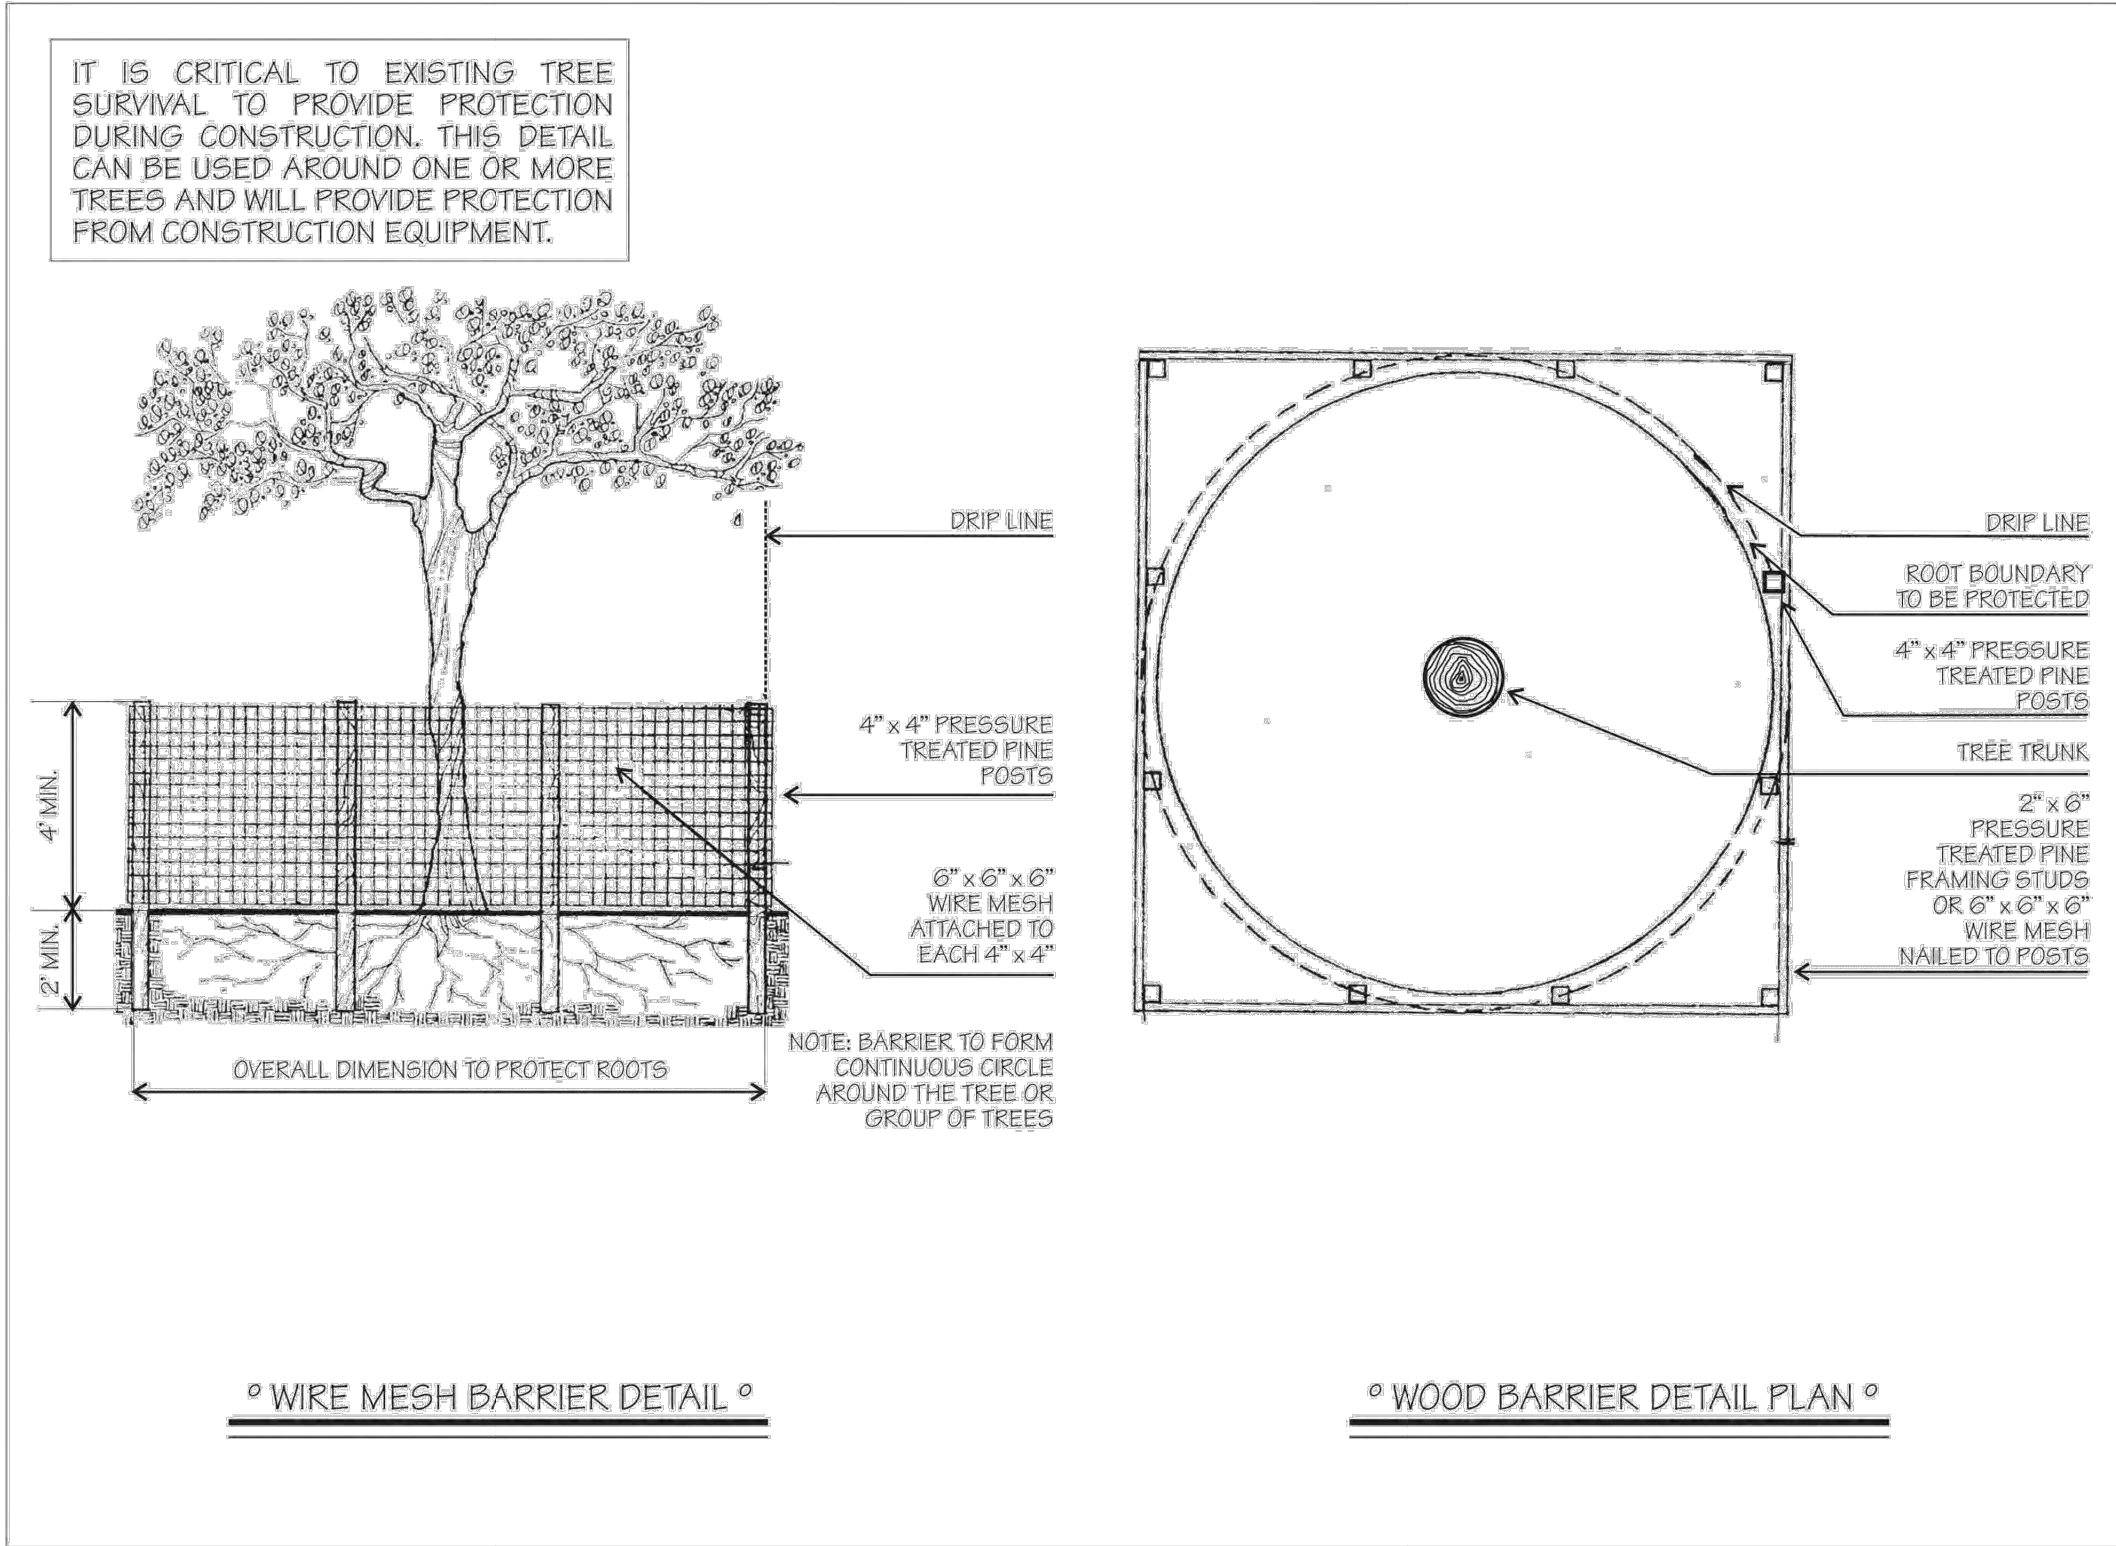 IT IS CRITICAL TO EXISTING TREE
SURVIVAL TO PROVIDE PROTECTION
DURING CONSTRUCTION. THIS DETAIL
CAN BE USED AROUND ONE OR MORE
TREES AND WILL PROVIDE PROTECTION
FROM CONSTRUCTION EQUIPMENT.
DRIP LINE
4" x 4" PRESSURE
TREATED PINE
POSTS
6" x 6" x 6"
WIRE MESH
ATTACHED TO
EACH 4" x 4"
4' MIN.
2' MIN.
OVERALL DIMENSION TO PROTECT ROOTS
NOTE: BARRIER TO FORM
CONTINUOUS CIRCLE
AROUND THE TREE OR
GROUP OF TREES
° WIRE MESH BARRIER DETAIL °
DRIP LINE
ROOT BOUNDARY
TO BE PROTECTED
4" x 4" PRESSURE
TREATED PINE
POSTS
TREE TRUNK
2" x 6"
PRESSURE
TREATED PINE
FRAMING STUDS
OR 6" x 6" x 6"
WIRE MESH
NAILED TO POSTS
° WOOD BARRIER DETAIL PLAN °